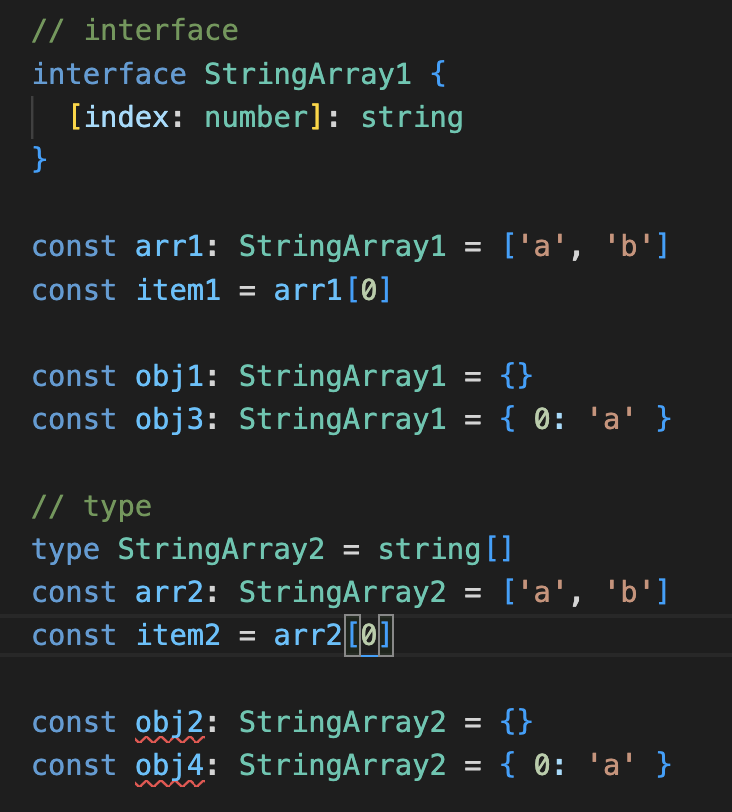 // interface
interface StringArray1 {
  [index: number]: string
}
const arr1: StringArray1 = ['a', 'b']
const item1 = arr1[0]
const obj1: StringArray1 = {}
const obj3: StringArray1 = { 0: 'a' }
// type
type StringArray2 = string[]
const arr2: StringArray2 = ['a', 'b']
const item2 = arr2[0]
const obj2: StringArray2 = {}
const obj4: StringArray2 = { 0: 'a' }